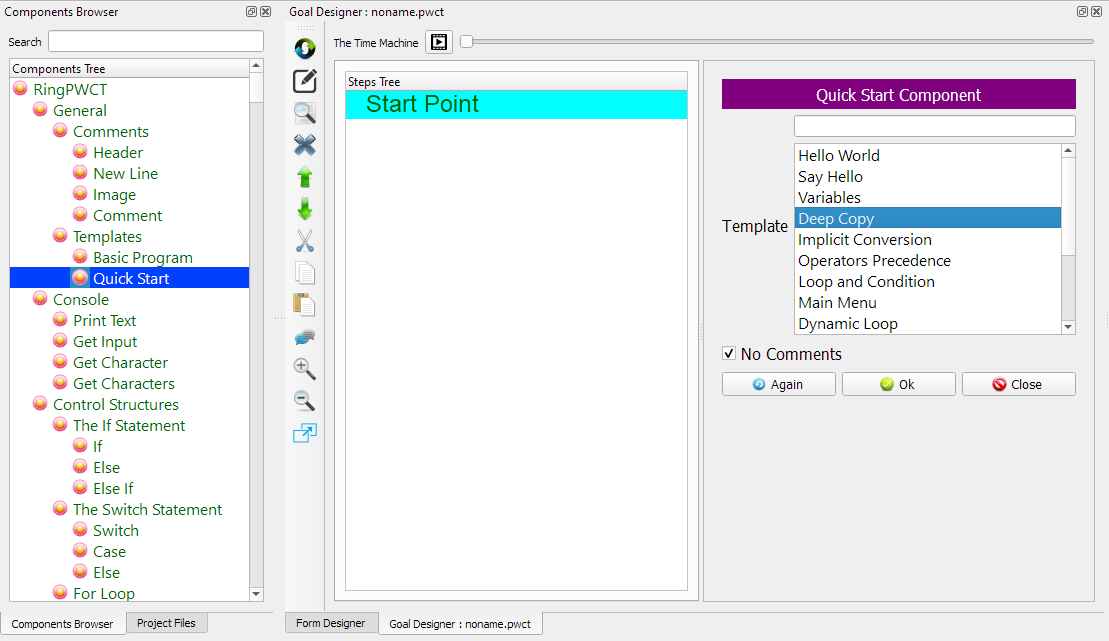 Components Browser
Search
Components Tree
RingPWCT
General
Comments
Header
New Line
Image
Comment
Templates
Basic Program
Quick Start
Console
Print Text
Get Input
Get Character
Get Characters
Control Structures
The If Statement
If
Else
Else If
The Switch Statement
Switch
Case
Else
For Loop
Components Browser
Project Files
Goal Designer : noname.pwct
The Time Machine
Steps Tree
Start Point
Quick Start Component
Template
Hello World
Say Hello
Variables
Deep Copy
Implicit Conversion
Operators Precedence
Loop and Condition
Main Menu
Dynamic Loop
No Comments
Again
Ok
Close
Form Designer
Goal Designer : noname.pwct